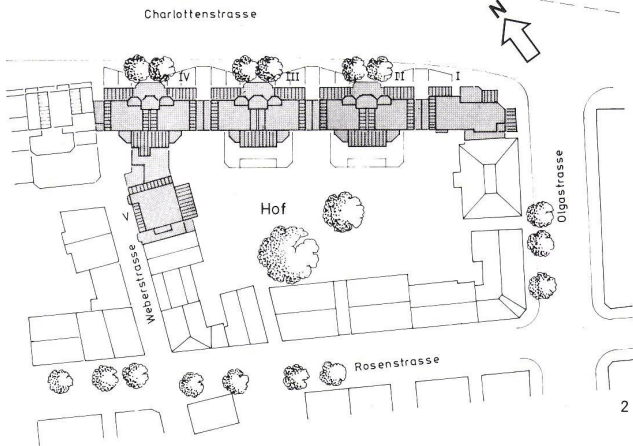 Charlottenstrasse
N
IV
III
II
I
Olgastrasse
Hof
V
Weberstrasse
Rosenstrasse
2